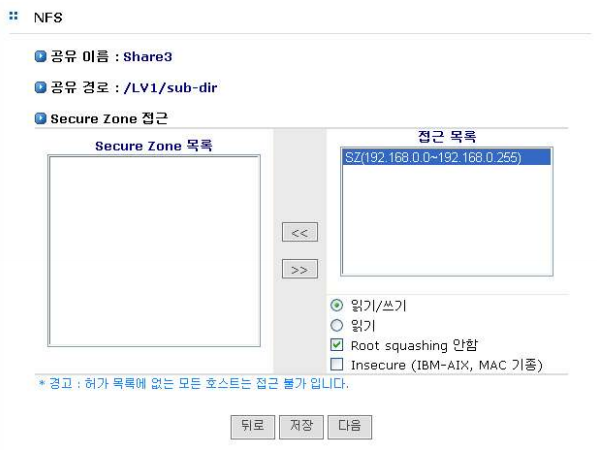 NFS
공유 이름 : Share3
공유 경로 : /LV1/sub-dir
Secure Zone 접근
Secure Zone 목록
접근 목록
SZ(192.168.0.0~192.168.0.255)
<<
>>
읽기/쓰기
읽기
Root squashing 안함
Insecure (IBM-AIX, MAC 기종)
* 경고 : 허가 목록에 없는 모든 호스트는 접근 불가 입니다.
뒤로 저장 다음